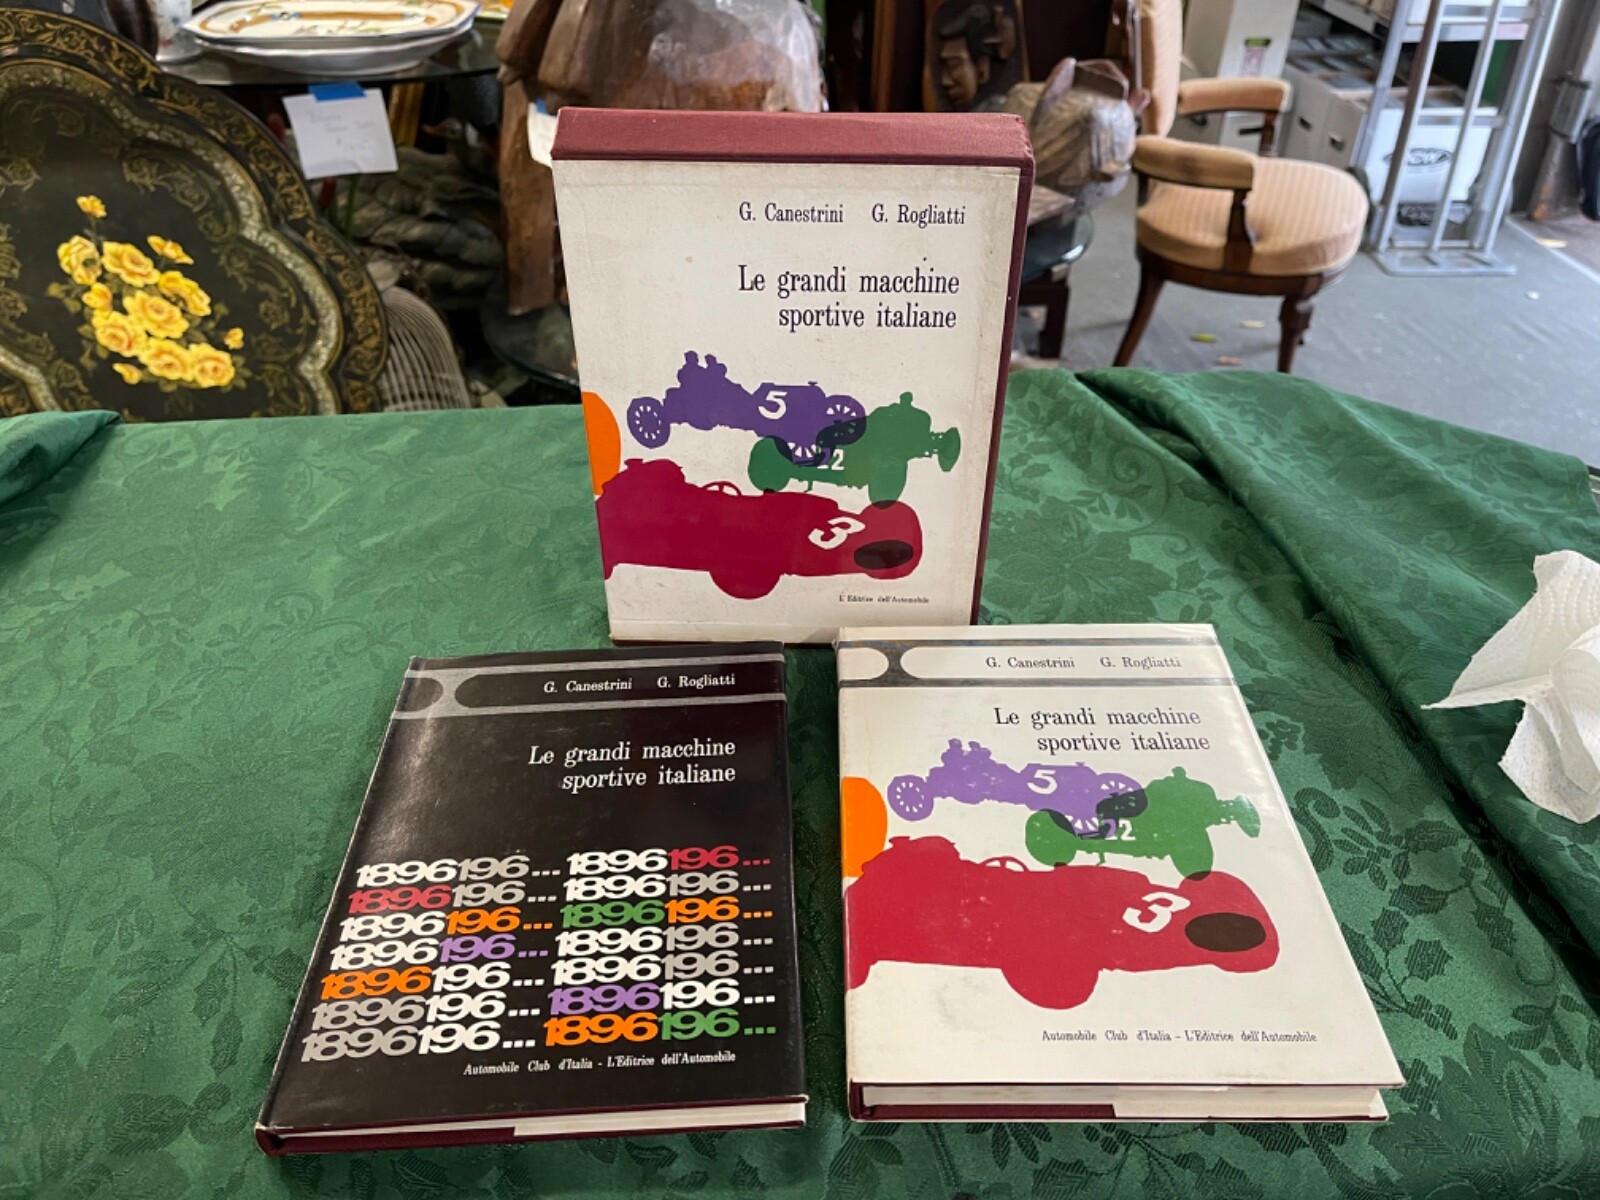 G. Canestrini G. Rogliatti
Le grandi macchine
sportive italiane
5
22
3
L'Editrice dell'Automobile
G. Canestrini G. Rogliatti
Le grandi macchine
sportive italiane
1896196... 1896196...
1896196... 1896196...
1896196... 1896196...
1896196... 1896196...
1896196... 1896196...
1896196... 1896196...
1896196... 1896196...
Automobile Club d'Italia - L'Editrice dell'Automobile
G. Canestrini G. Rogliatti
Le grandi macchine
sportive italiane
5
22
3
Automobile Club d'Italia - L'Editrice dell'Automobile